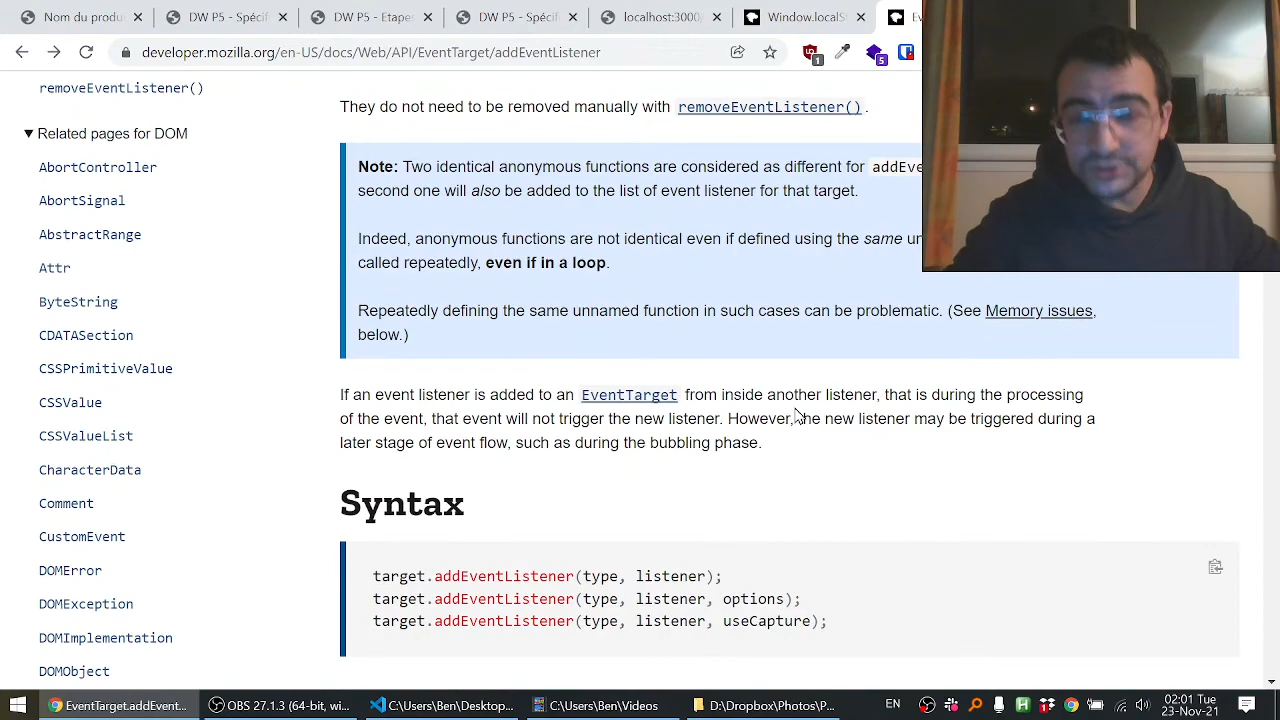 Nom du produ
P5 - Spécif
DW P5 - Etapes
DW P5 - Spécif
localhost:3000/
Window.localS
developer.mozilla.org/en-US/docs/Web/API/EventTarget/addEventListener
1
5
removeEventListener()
Related pages for DOM
AbortController
AbortSignal
AbstractRange
Attr
ByteString
CDATASection
CSSPrimitiveValue
CSSValue
CSSValueList
CharacterData
Comment
CustomEvent
DOMError
DOMException
DOMImplementation
DOMObject
They do not need to be removed manually with removeEventListener().
Note: Two identical anonymous functions are considered as different for addEve
second one will also be added to the list of event listener for that target.
Indeed, anonymous functions are not identical even if defined using the same un
called repeatedly, even if in a loop.
Repeatedly defining the same unnamed function in such cases can be problematic. (See Memory issues,
below.)
If an event listener is added to an EventTarget from inside another listener, that is during the processing
of the event, that event will not trigger the new listener. However, the new listener may be triggered during a
later stage of event flow, such as during the bubbling phase.
Syntax
target.addEventListener(type, listener);
target.addEventListener(type, listener, options);
target.addEventListener(type, listener, useCapture);
EventTarget.addEvent...
OBS 27.1.3 (64-bit, wi...
C:\Users\Ben\Desktop...
C:\Users\Ben\Videos
D:\Dropbox\Photos\P...
EN
02:01 Tue
23-Nov-21